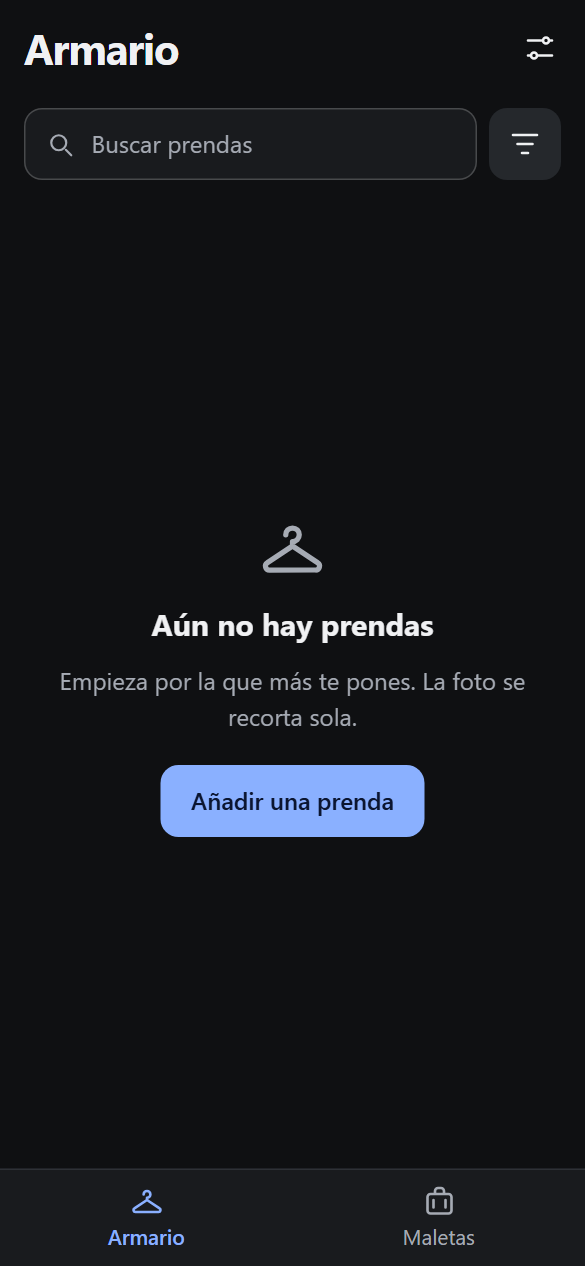 Armario
Buscar prendas
Aún no hay prendas
Empieza por la que más te pones. La foto se
recorta sola.
Añadir una prenda
Armario
Maletas